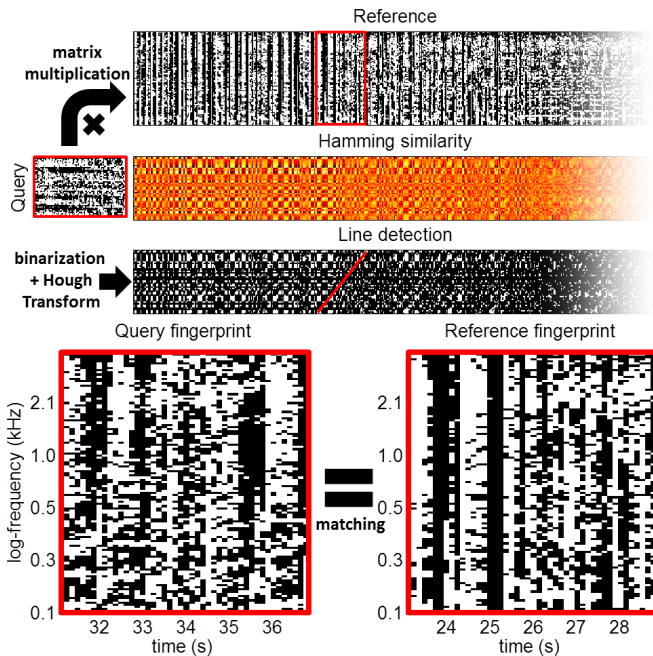 Reference
matrix
multiplication
Hamming similarity
Query
Line detection
binarization
+ Hough
Transform
Query fingerprint
Reference fingerprint
log-frequency (kHz)
2.1
1.0
0.5
0.3
0.1
32 33 34 35 36
time (s)
matching
2.1
1.0
0.5
0.3
0.1
24 25 26 27 28
time (s)